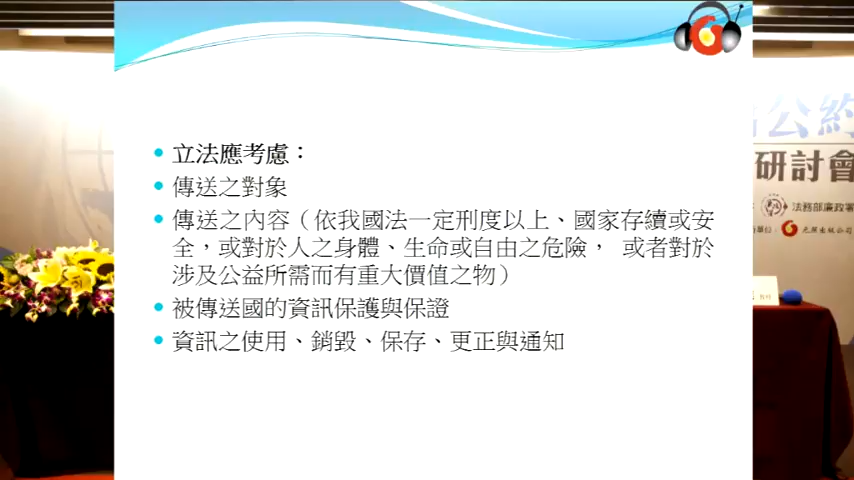 立法應考慮：
傳送之對象
傳送之內容（依我國法一定刑度以上、國家存續或安
全，或對於人之身體、生命或自由之危險， 或者對於
涉及公益所需而有重大價值之物）
被傳送國的資訊保護與保證
資訊之使用、銷毀、保存、更正與通知
公約
研討會
法務部廉政署